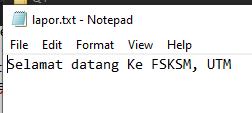 lapor.txt - Notepad
File Edit Format View Help
Selamat datang Ke FSKSM, UTM